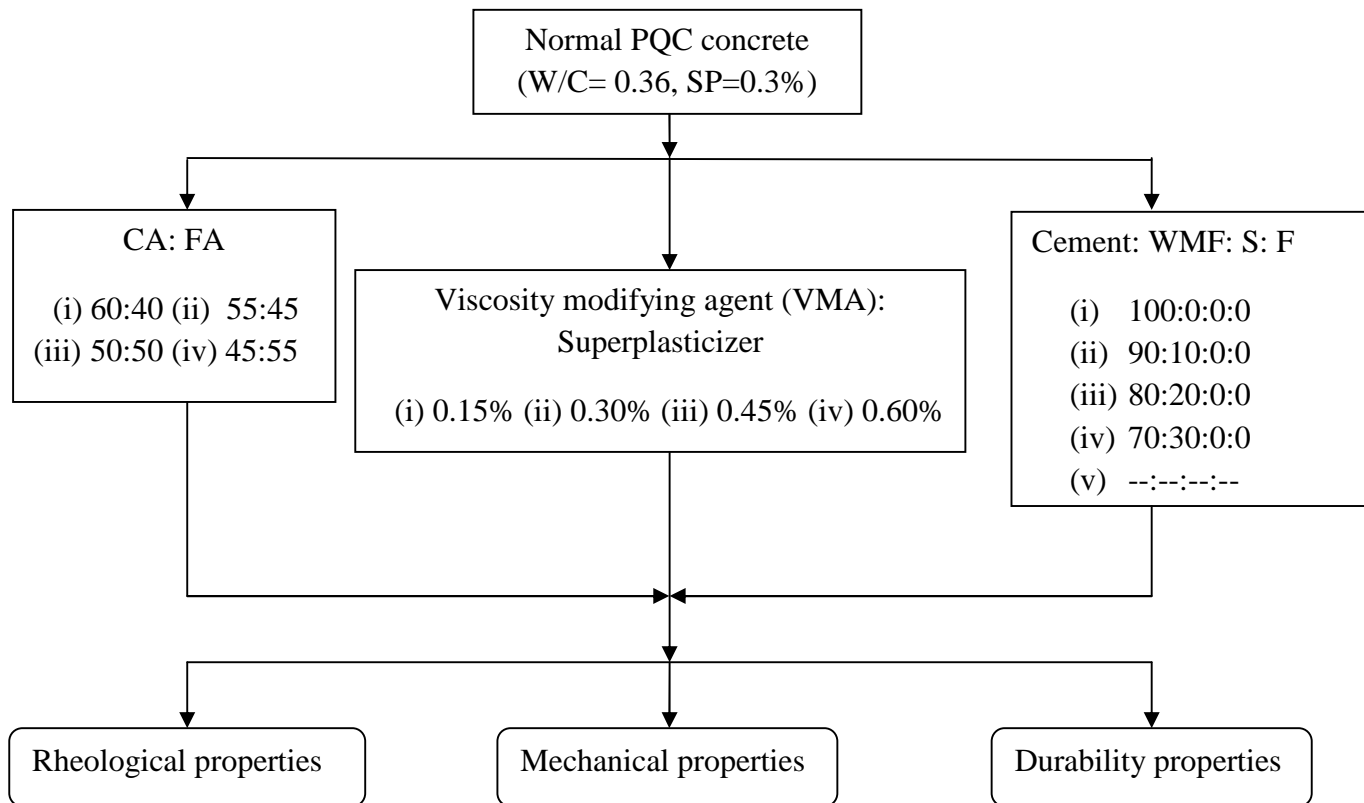 Normal PQC concrete
(W/C= 0.36, SP=0.3%)
CA: FA
(i) 60:40 (ii) 55:45
(iii) 50:50 (iv) 45:55
Viscosity modifying agent (VMA):
Superplasticizer
(i) 0.15% (ii) 0.30% (iii) 0.45% (iv) 0.60%
Cement: WMF: S: F
(i) 100:0:0:0
(ii) 90:10:0:0
(iii) 80:20:0:0
(iv) 70:30:0:0
(v) --:--:--:--
Rheological properties
Mechanical properties
Durability properties